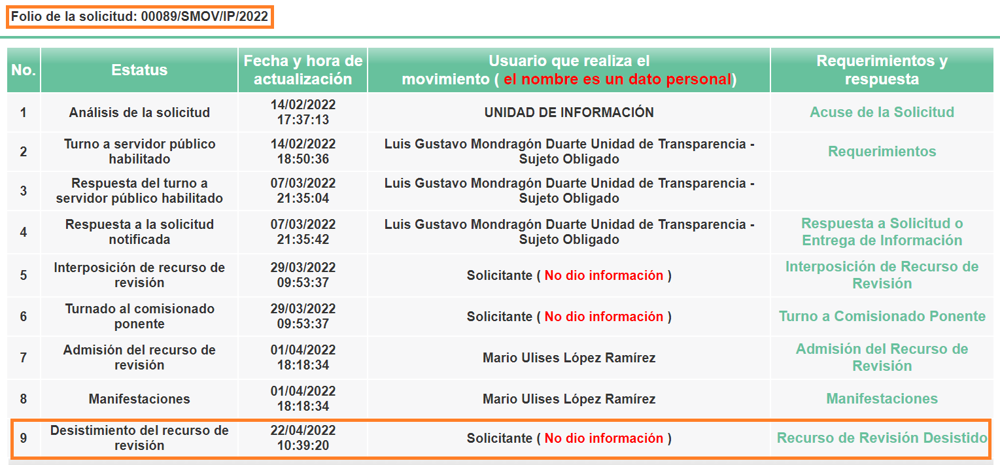 Folio de la solicitud: 00089/SMOV/IP/2022
No.
Estatus
Fecha y hora de
actualización
Usuario que realiza el
movimiento ( el nombre es un dato personal)
Requerimientos y
respuesta
1
Análisis de la solicitud
14/02/2022
17:37:13
UNIDAD DE INFORMACIÓN
Acuse de la Solicitud
2
Turno a servidor público
habilitado
14/02/2022
18:50:36
Luis Gustavo Mondragón Duarte Unidad de Transparencia -
Sujeto Obligado
Requerimientos
3
Respuesta del turno a
servidor público habilitado
07/03/2022
21:35:04
Luis Gustavo Mondragón Duarte Unidad de Transparencia -
Sujeto Obligado
4
Respuesta a la solicitud
notificada
07/03/2022
21:35:42
Luis Gustavo Mondragón Duarte Unidad de Transparencia -
Sujeto Obligado
Respuesta a Solicitud o
Entrega de Información
5
Interposición de recurso de
revisión
29/03/2022
09:53:37
Solicitante ( No dio información )
Interposición de Recurso de
Revisión
6
Turnado al comisionado
ponente
29/03/2022
09:53:37
Solicitante ( No dio información )
Turno a Comisionado Ponente
7
Admisión del recurso de
revisión
01/04/2022
18:18:34
Mario Ulises López Ramírez
Admisión del Recurso de
Revisión
8
Manifestaciones
01/04/2022
18:18:34
Mario Ulises López Ramírez
Manifestaciones
9
Desistimiento del recurso de
revisión
22/04/2022
10:39:20
Solicitante ( No dio información )
Recurso de Revisión Desistido